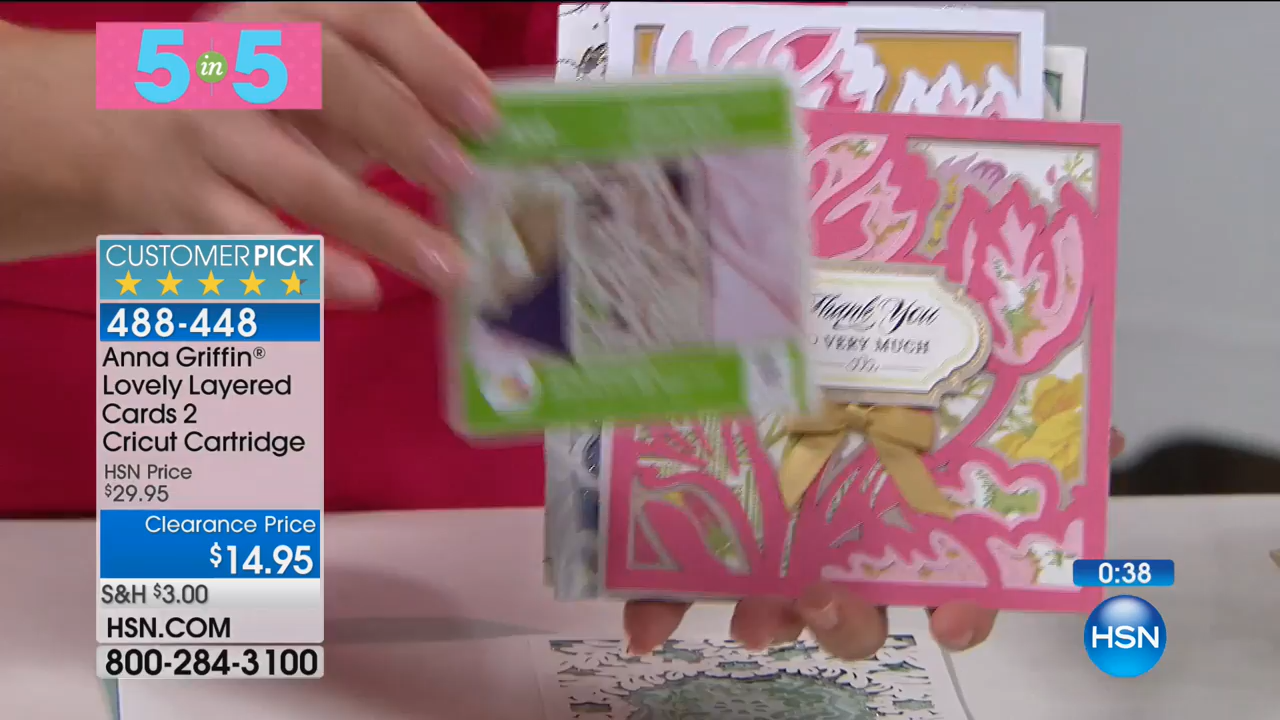 5 in 5
CUSTOMER PICK
488-448
Anna Griffin®
Lovely Layered
Cards 2
Cricut Cartridge
HSN Price
$29.95
Clearance Price
$14.95
S&H $3.00
HSN.COM
800-284-3100
Thank You
VERY MUCH
0:38
HSN